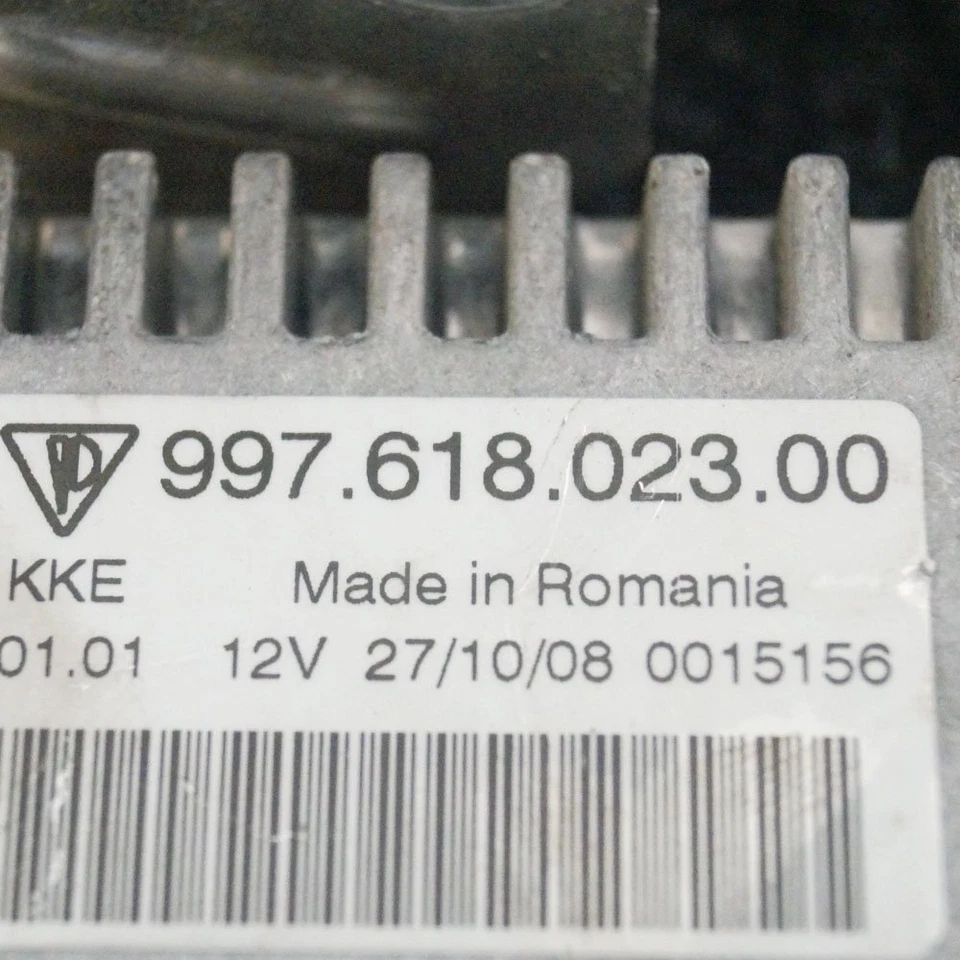 997.618.023.00
KKE Made in Romania
01.01 12V 27/10/08 0015156